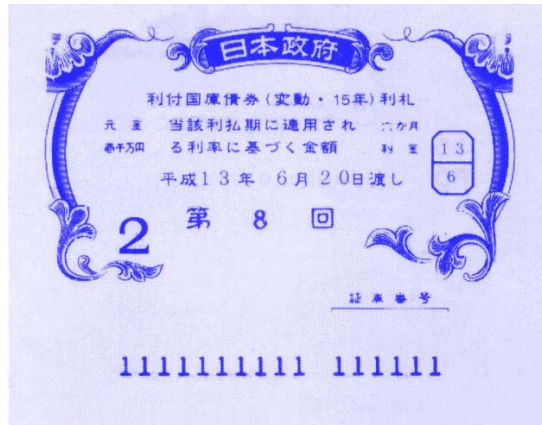 日本政府
利付国庫債券(変動・15年)利札
元金 当該利払期に適用され 六か月
壱千万円 る利率に基づく金額 利金
13
6
平成13年 6月20日渡し
2 第 8 回
証券番号
1111111111 111111